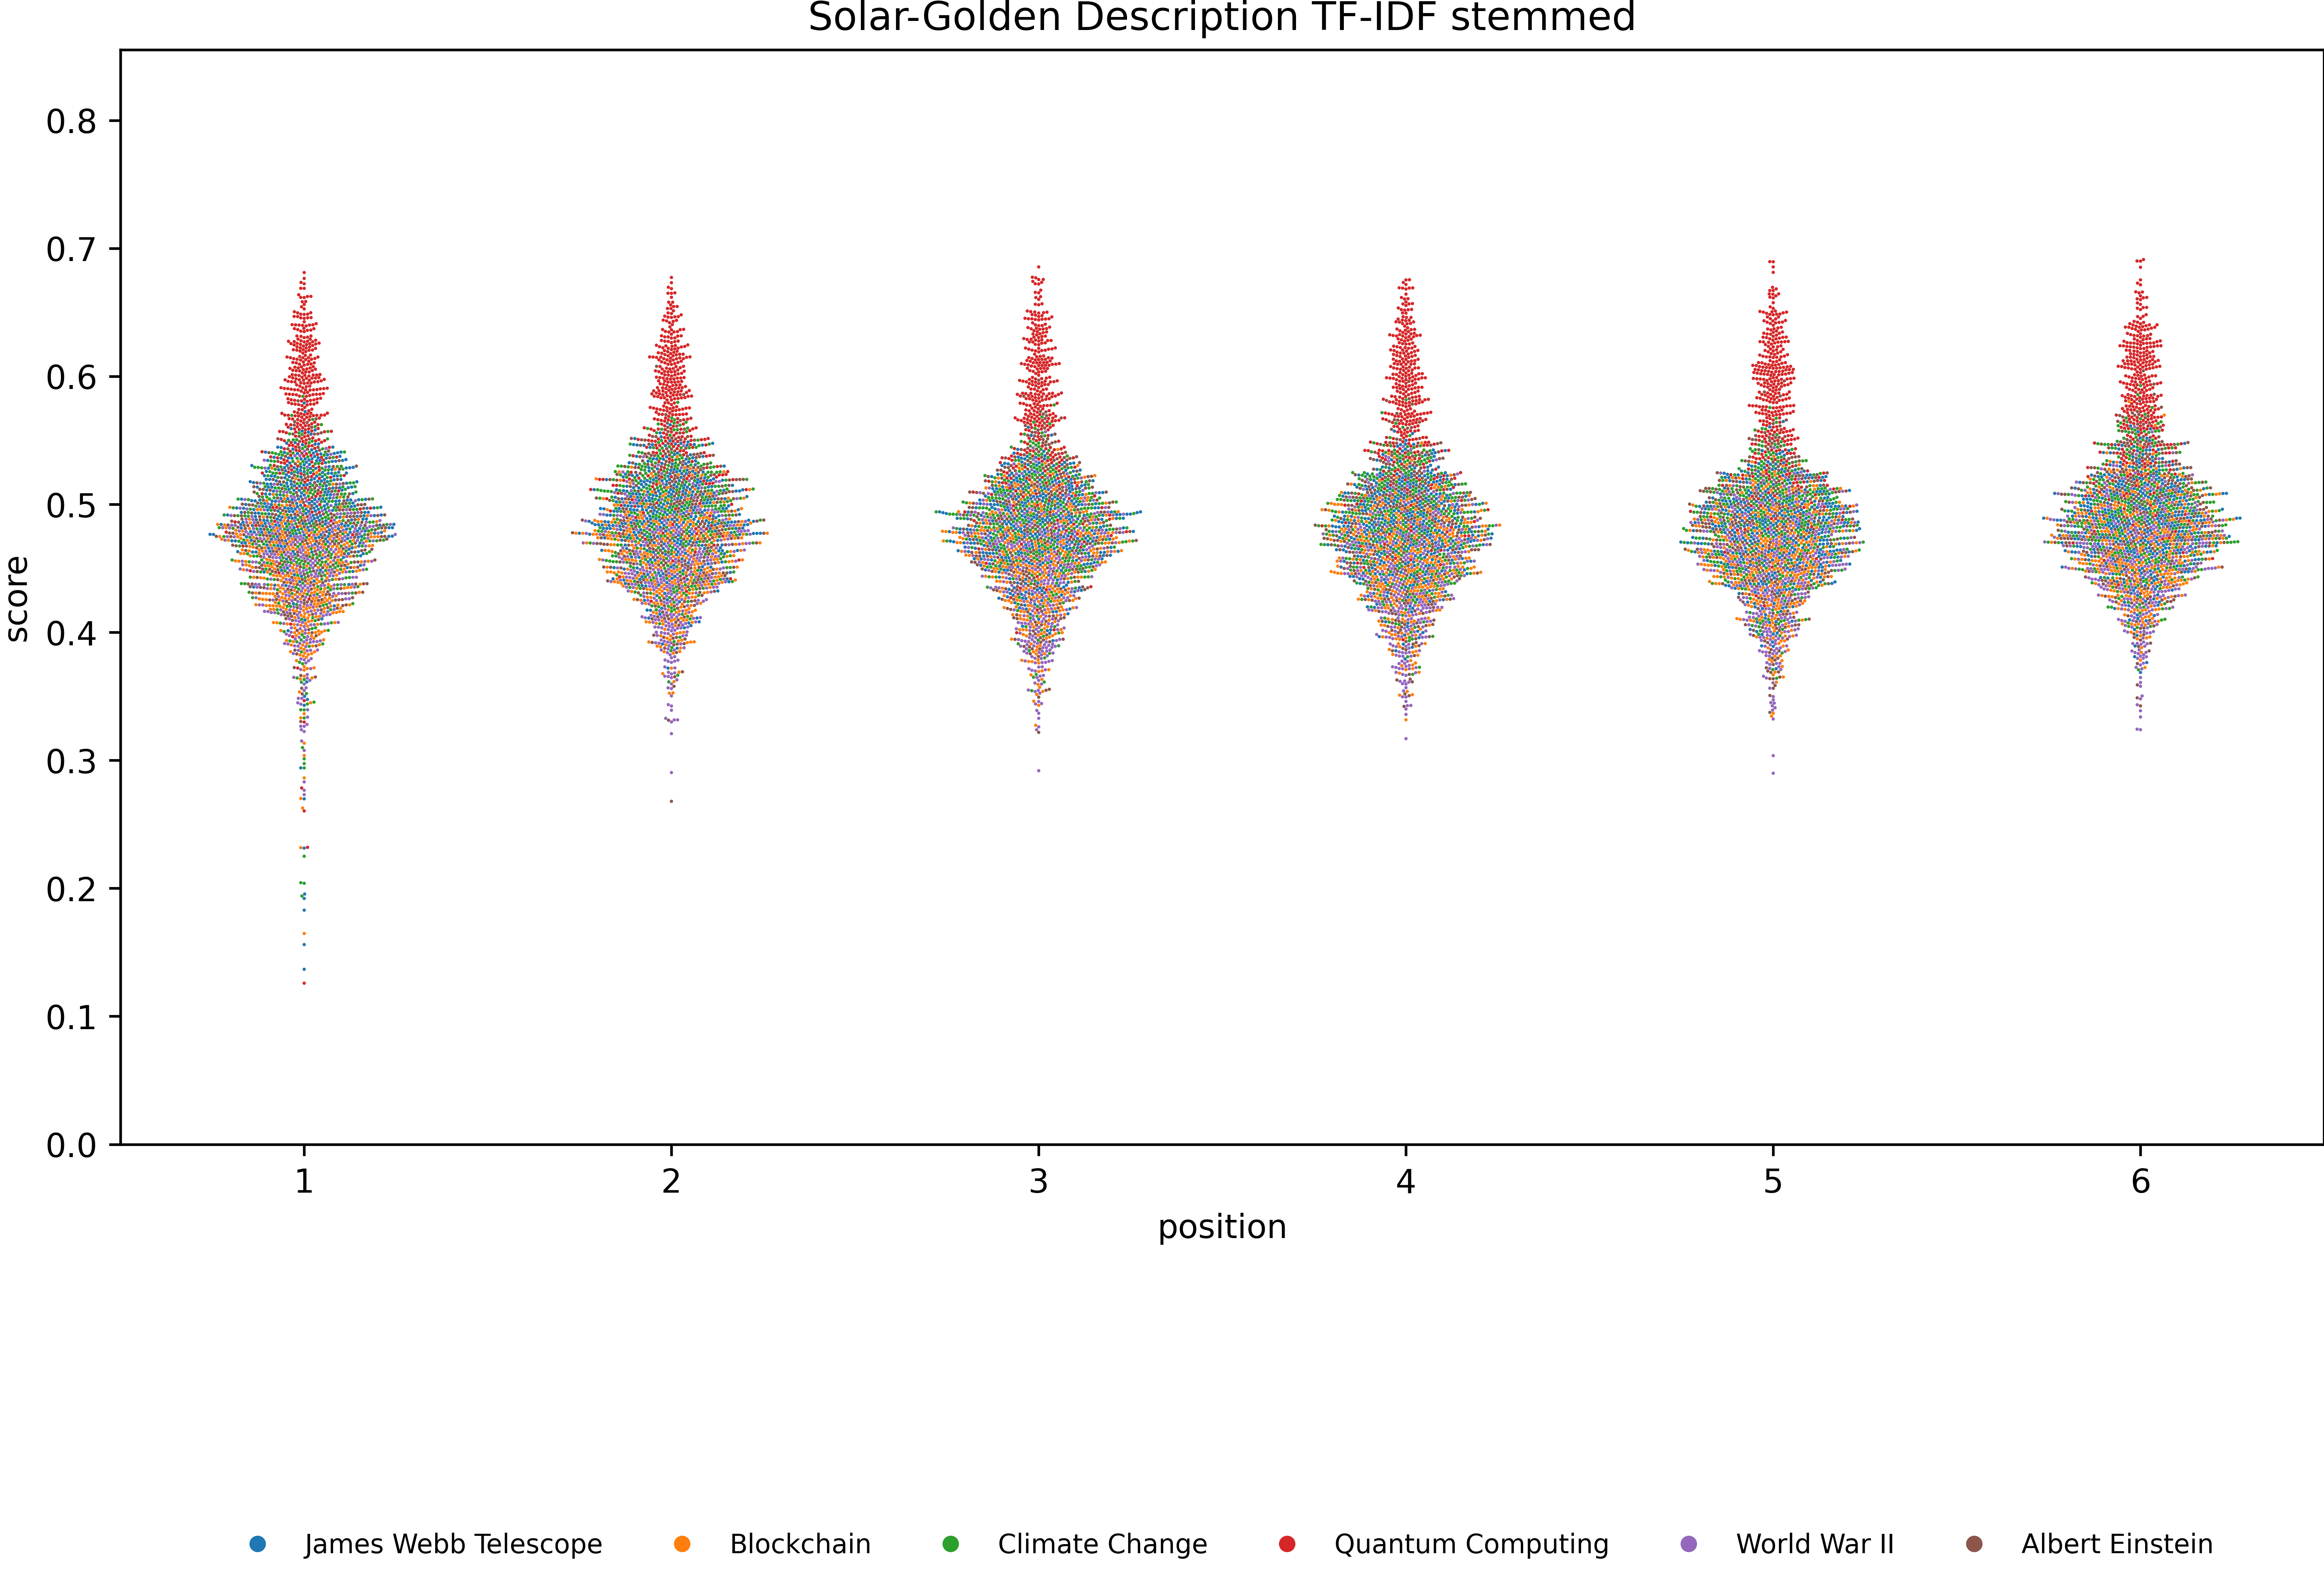 Solar-Golden Description TF-IDF stemmed
0.8
0.7
0.6
0.5
0.4
0.3
0.2
0.1
0.0
score
1 2 3 4 5 6
position
James Webb Telescope Blockchain Climate Change Quantum Computing World War II Albert Einstein